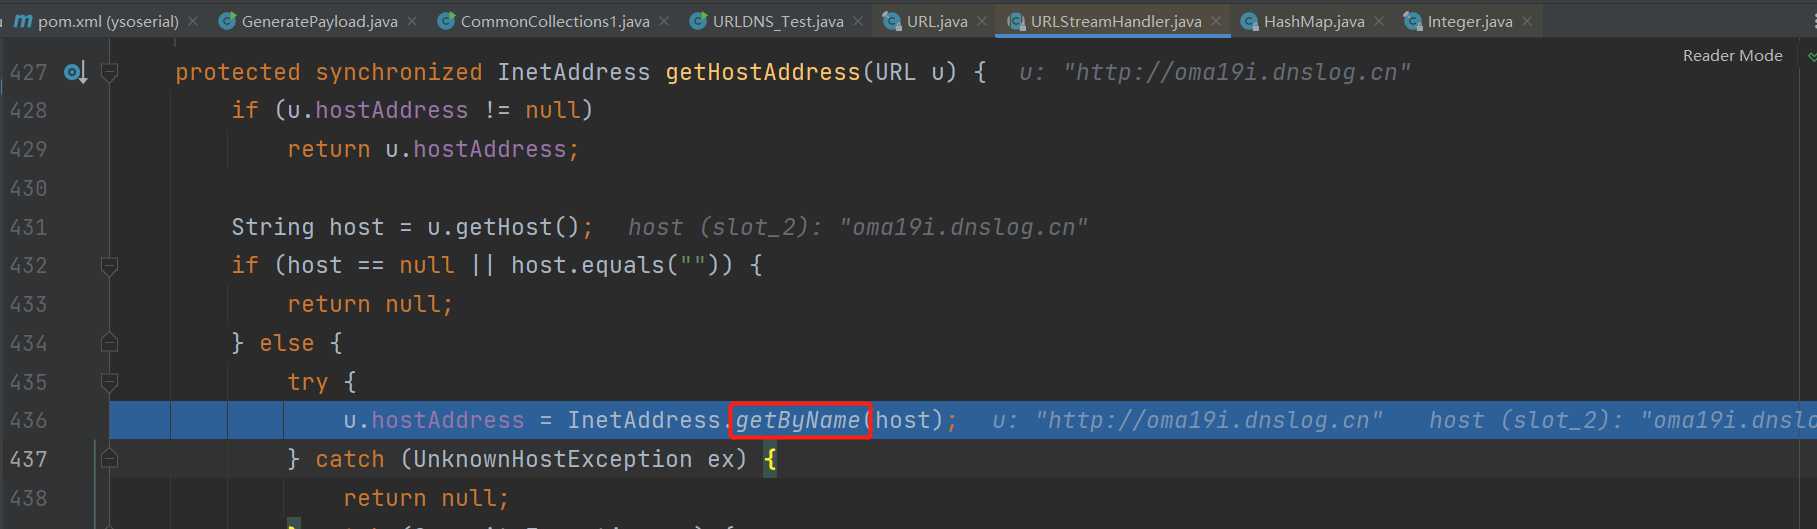 pom.xml (ysoserial) GeneratePayload.java CommonCollections1.java URLDNS_Test.java URL.java URLStreamHandler.java HashMap.java Integer.java
Reader Mode
427 protected synchronized InetAddress getHostAddress(URL u) { u: "http://oma19i.dnslog.cn"
428 if (u.hostAddress != null)
429 return u.hostAddress;
430
431 String host = u.getHost(); host (slot_2): "oma19i.dnslog.cn"
432 if (host == null || host.equals("")) {
433 return null;
434 } else {
435 try {
436 u.hostAddress = InetAddress.getByName(host); u: "http://oma19i.dnslog.cn" host (slot_2): "oma19i.dnslo
437 } catch (UnknownHostException ex) {
438 return null;